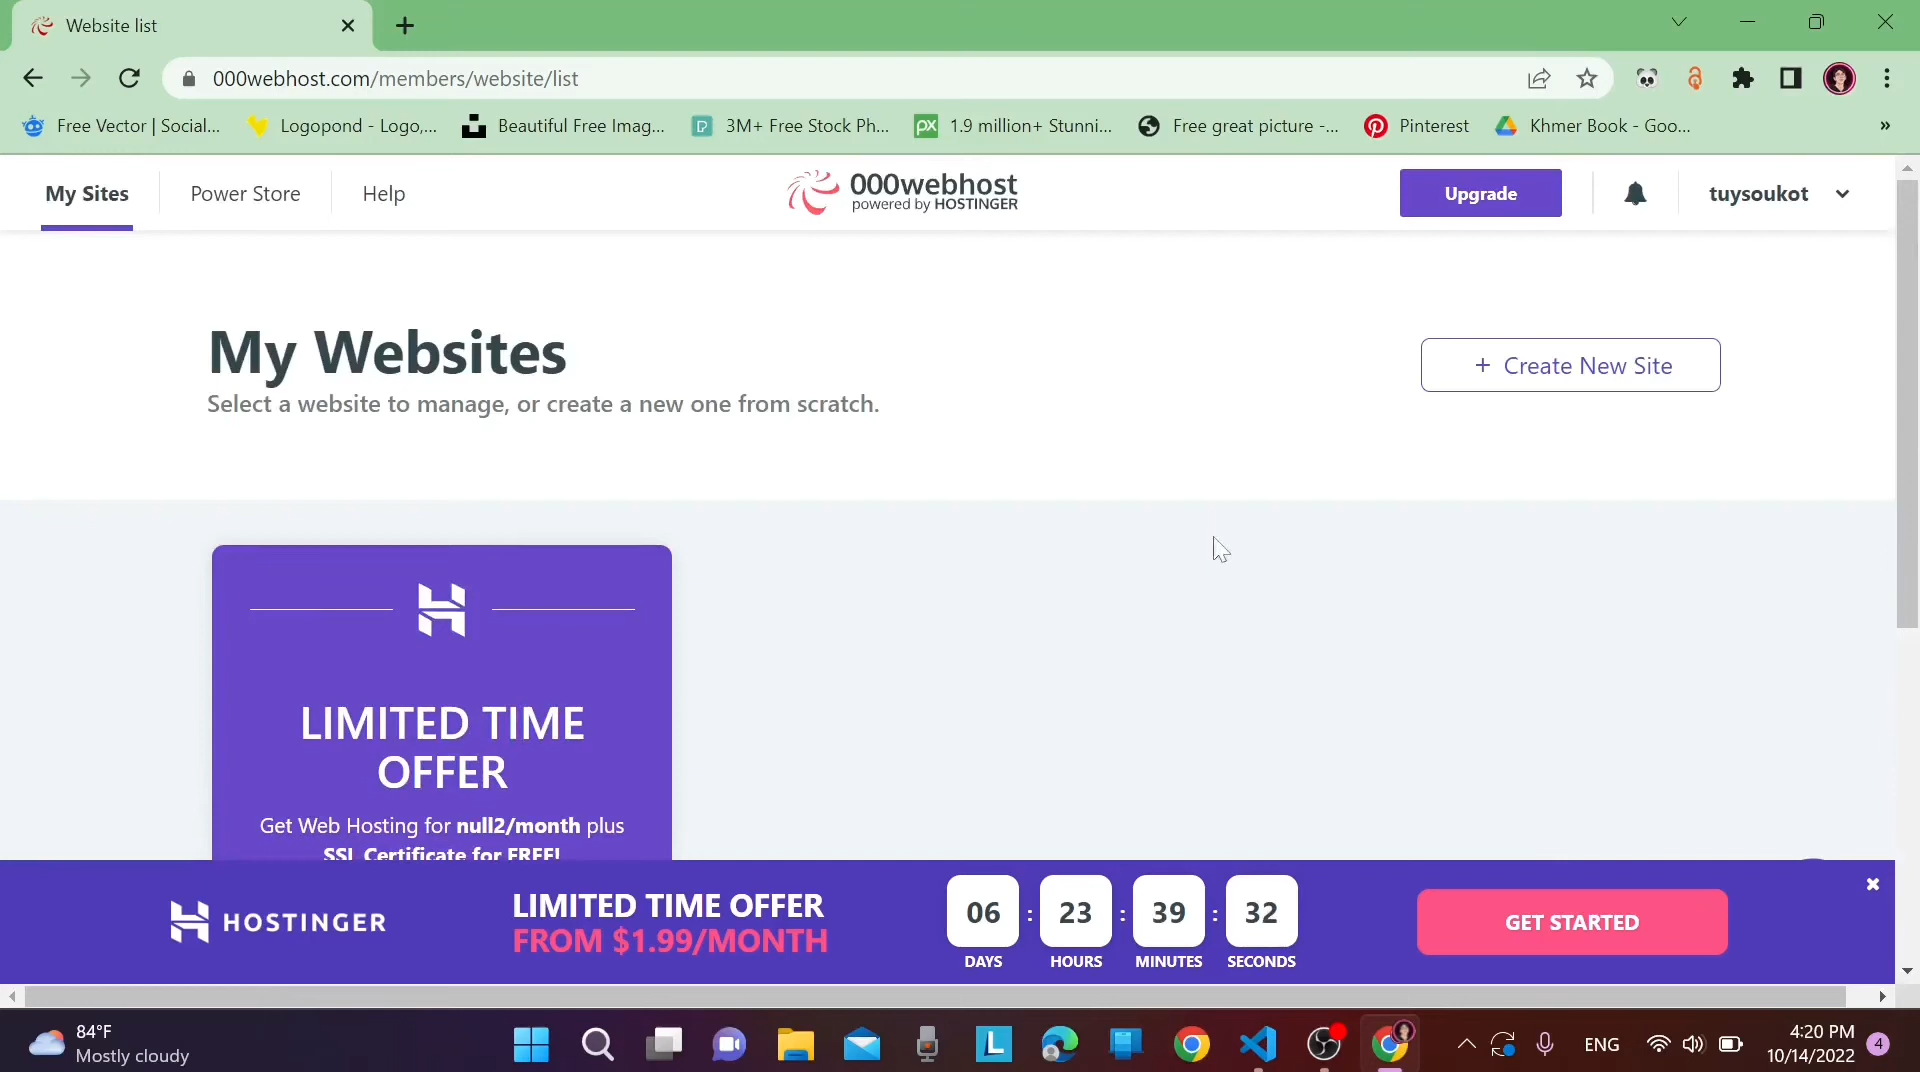 Website list
000webhost.com/members/website/list
Free Vector | Social...
Logopond - Logo,...
Beautiful Free Imag...
3M+ Free Stock Ph...
1.9 million+ Stunni...
Free great picture -...
Pinterest
Khmer Book - Goo...
»
My Sites
Power Store
Help
000webhost
powered by HOSTINGER
Upgrade
tuysoukot
My Websites
Select a website to manage, or create a new one from scratch.
+ Create New Site
LIMITED TIME
OFFER
Get Web Hosting for null2/month plus
SSL Certificate for FREE!
HOSTINGER
LIMITED TIME OFFER
FROM $1.99/MONTH
06 : 23 : 39 : 32
DAYS HOURS MINUTES SECONDS
GET STARTED
84°F
Mostly cloudy
ENG
4:20 PM
10/14/2022
4